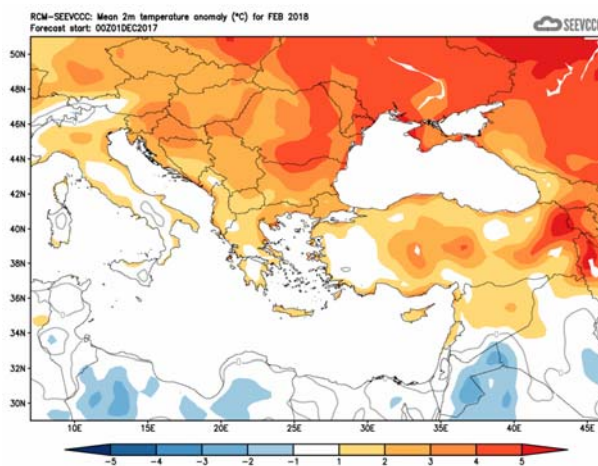 RCM-SEEVCCC: Mean 2m temperature anomaly (°C) for FEB 2018
Forecast start: 00Z01DEC2017
SEEVCCC
50N
48N
46N
44N
42N
40N
38N
36N
34N
32N
30N
10E 15E 20E 25E 30E 35E 40E 45E
-5 -4 -3 -2 -1 1 2 3 4 5